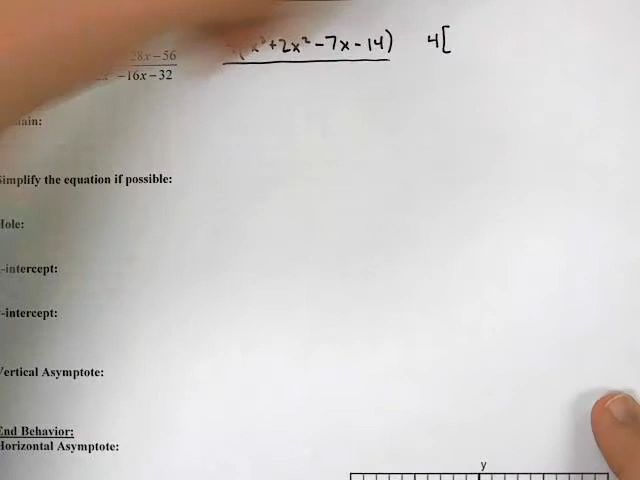 (x³+2x²-7x-14) 4[
28x-56
-16x-32
Simplify the equation if possible:
Hole:
-intercept:
-intercept:
Vertical Asymptote:
End Behavior:
Horizontal Asymptote:
y